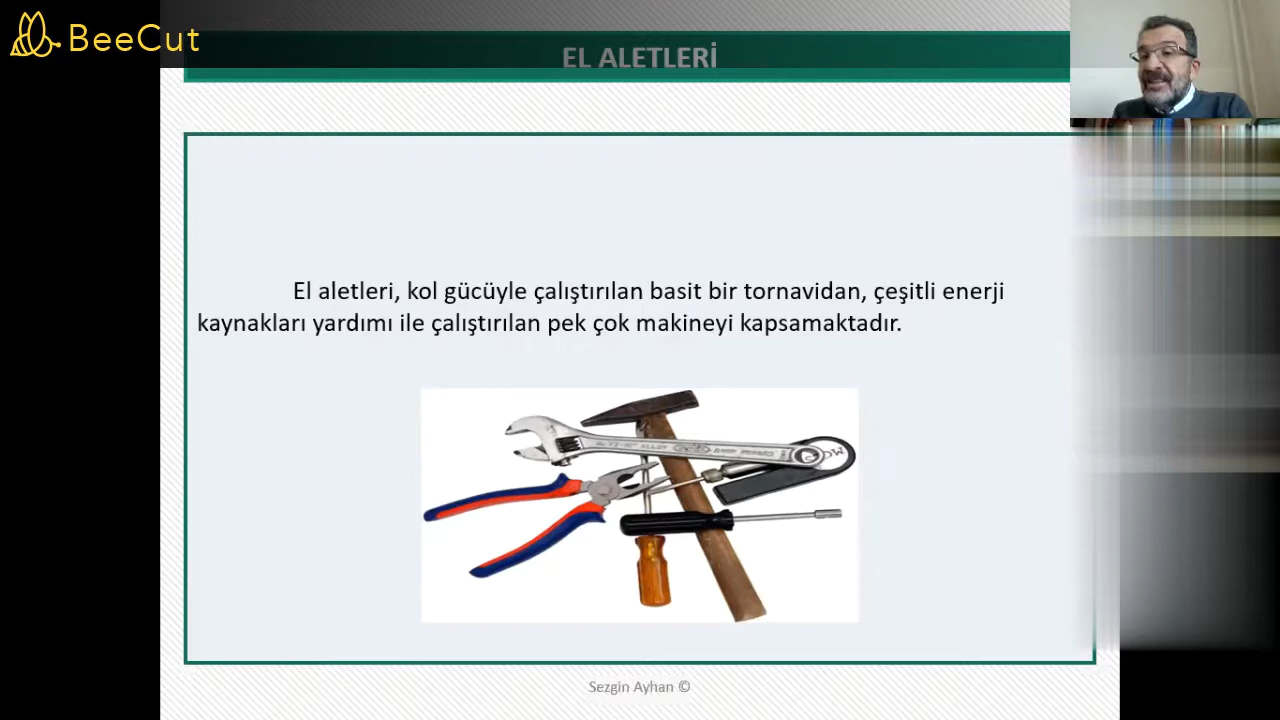 BeeCut
EL ALETLERİ
El aletleri, kol gücüyle çalıştırılan basit bir tornavidan, çeşitli enerji
kaynakları yardımı ile çalıştırılan pek çok makineyi kapsamaktadır.
Sezgin Ayhan ©